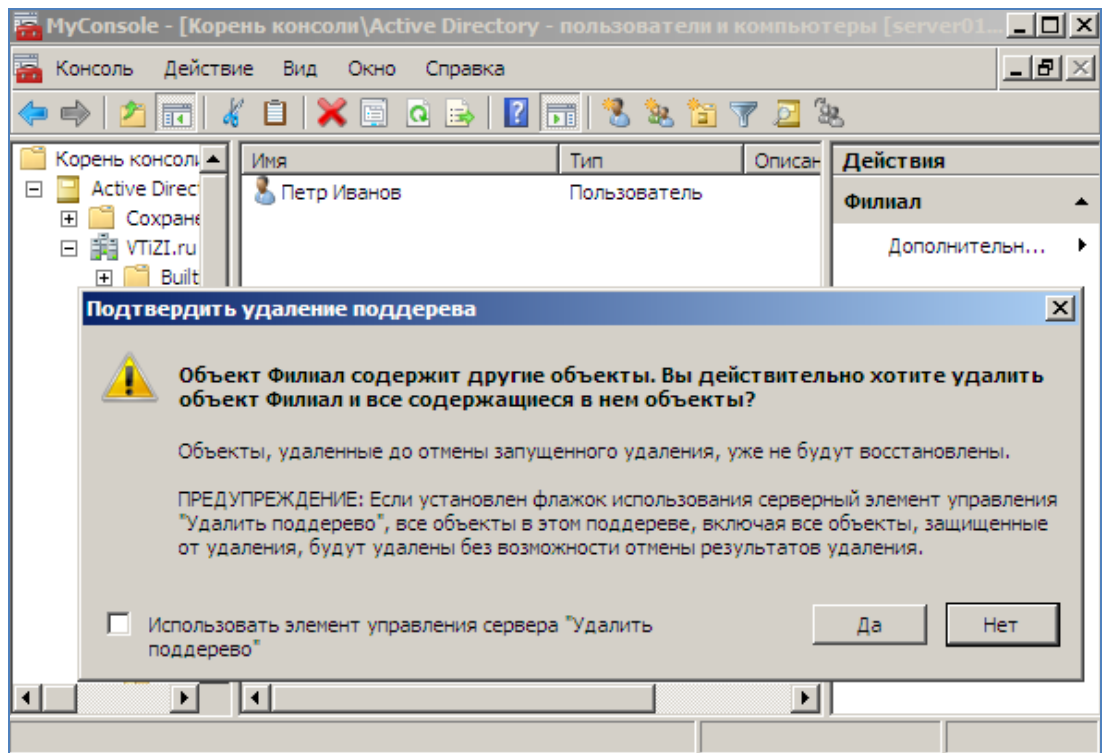 MyConsole - [Корень консоли\Active Directory - пользователи и компьютеры [server01...
Консоль Действие Вид Окно Справка
Корень консоли
Имя Тип Описан
Действия
Active Direct
Петр Иванов Пользователь
Филиал
Сохране
VTiZI.ru
Дополнительн...
Built
Подтвердить удаление поддерева
Объект Филиал содержит другие объекты. Вы действительно хотите удалить
объект Филиал и все содержащиеся в нем объекты?
Объекты, удаленные до отмены запущенного удаления, уже не будут восстановлены.
ПРЕДУПРЕЖДЕНИЕ: Если установлен флажок использования серверный элемент управления
"Удалить поддерево", все объекты в этом поддереве, включая все объекты, защищенные
от удаления, будут удалены без возможности отмены результатов удаления.
Использовать элемент управления сервера "Удалить
поддерево"
Да Нет